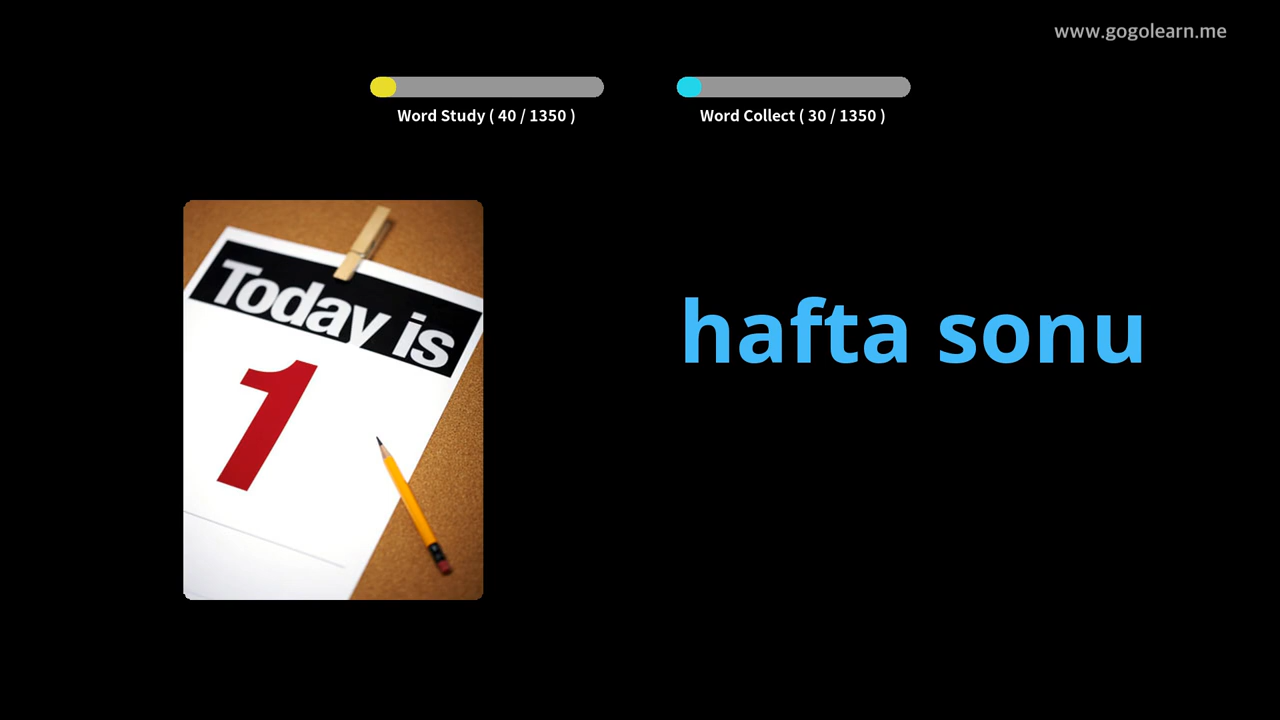 www.gogolearn.me
Word Study ( 40 / 1350 )
Word Collect ( 30 / 1350 )
Today is
1
hafta sonu